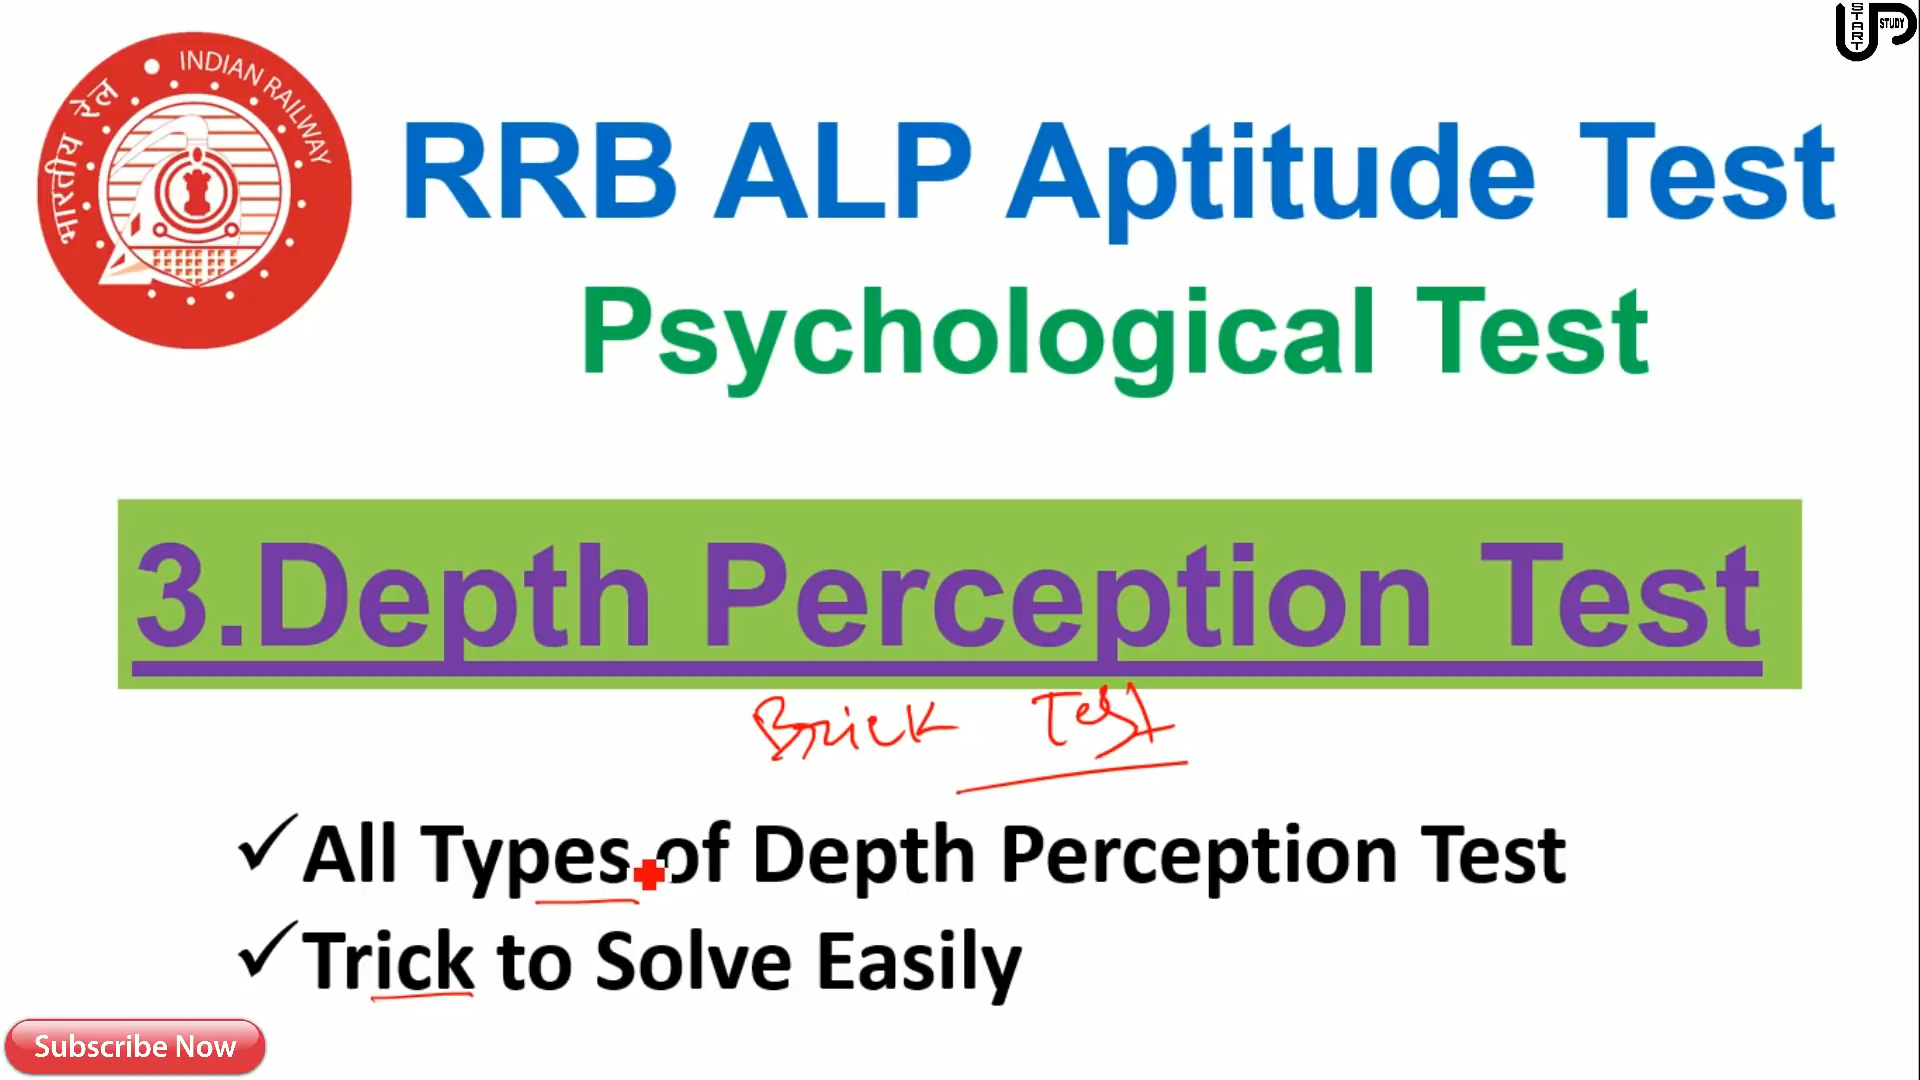 START
UP STUDY
भारतीय रेल INDIAN RAILWAY
RRB ALP Aptitude Test
Psychological Test
3.Depth Perception Test
Brick Test
✓All Types of Depth Perception Test
✓Trick to Solve Easily
Subscribe Now